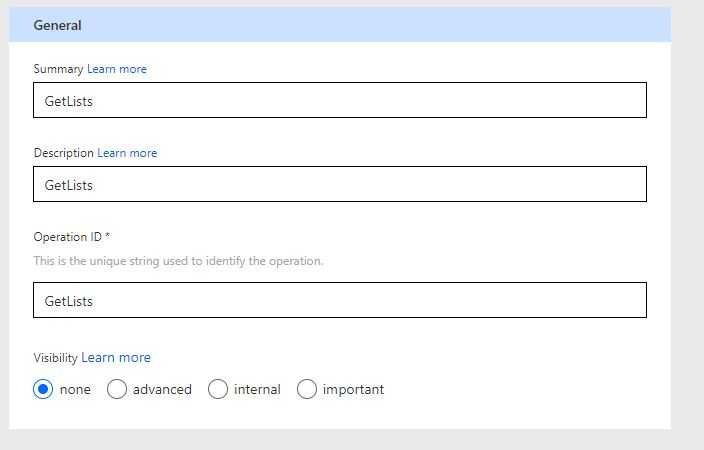 General
Summary Learn more
GetLists
Description Learn more
GetLists
Operation ID *
This is the unique string used to identify the operation.
GetLists
Visibility Learn more
none advanced internal important